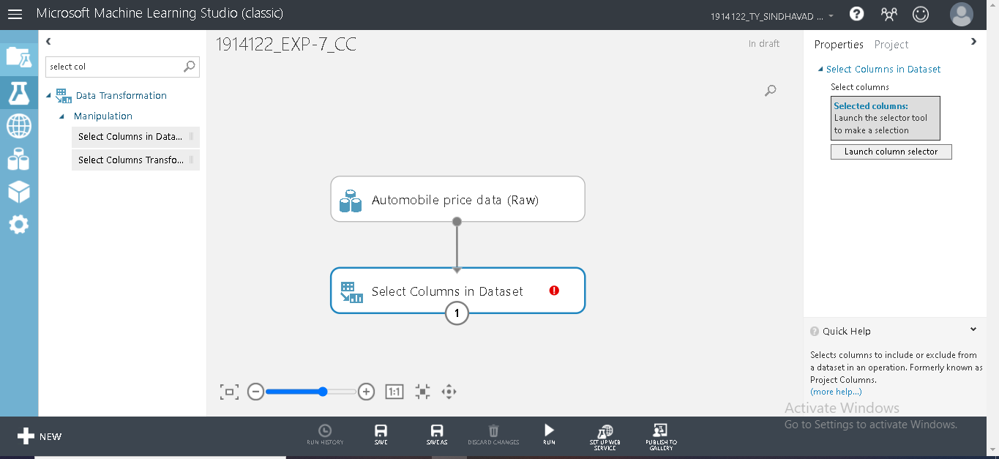 Microsoft Machine Learning Studio (classic)
1914122_TY_SINDHAVAD ...
?
select col
Data Transformation
Manipulation
Select Columns in Data...
Select Columns Transfo...
1914122_EXP-7_CC
In draft
Automobile price data (Raw)
Select Columns in Dataset
!
1
1:1
Properties Project
Select Columns in Dataset
Select columns
Selected columns:
Launch the selector tool
to make a selection
Launch column selector
? Quick Help
Selects columns to include or exclude from
a dataset in an operation. Formerly known as
Project Columns.
(more help...)
Activate Windows
Go to Settings to activate Windows.
NEW
RUN HISTORY
SAVE
SAVE AS
DISCARD CHANGES
RUN
SET UP WEB
SERVICE
PUBLISH TO
GALLERY